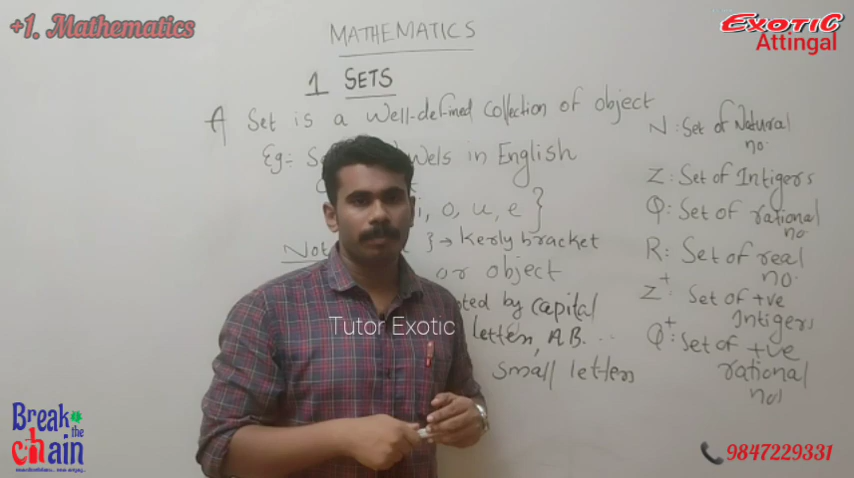 +1. Mathematics
EXOTIC
Attingal
MATHEMATICS
1 SETS
A Set is a Well-defined Collection of object
Eg:- wels in English
i, o, u, e }
Not } → Kerly bracket
or object
oted by capital
letters, A B. ...
small letters
N : Set of Natural
no.
Z : Set of Intigers
Q : Set of rational
no.
R : Set of real
no.
Z+ : Set of +ve
Intigers
Q+ : Set of +ve
rational
no
Tutor Exotic
Break
the
chain
9847229331